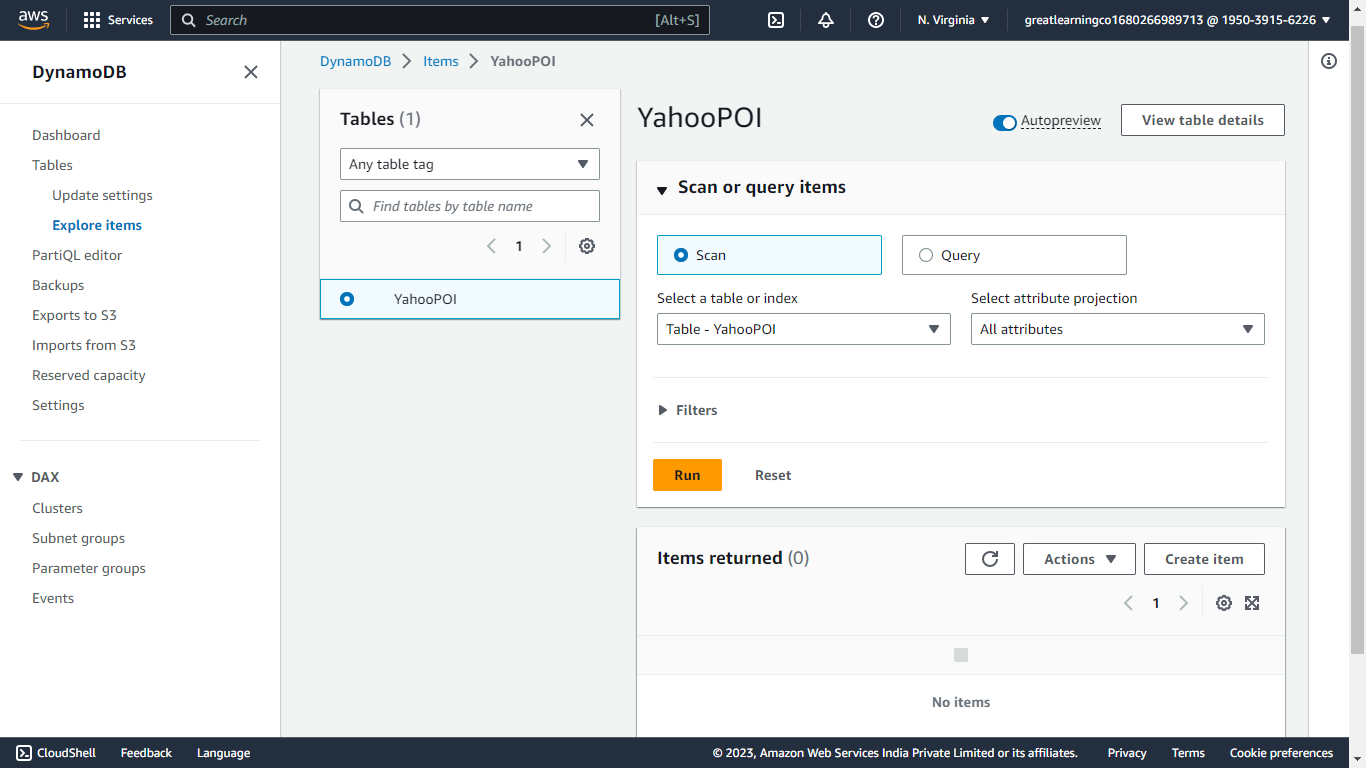 aws Services Search [Alt+S] N. Virginia greatlearningco1680266989713 @ 1950-3915-6226
DynamoDB
Dashboard
Tables
Update settings
Explore items
PartiQL editor
Backups
Exports to S3
Imports from S3
Reserved capacity
Settings
DAX
Clusters
Subnet groups
Parameter groups
Events
DynamoDB Items YahooPOI
Tables (1)
Any table tag
Find tables by table name
1
YahooPOI
YahooPOI
Autopreview View table details
Scan or query items
Scan Query
Select a table or index Select attribute projection
Table - YahooPOI All attributes
Filters
Run Reset
Items returned (0) Actions Create item
1
No items
CloudShell Feedback Language © 2023, Amazon Web Services India Private Limited or its affiliates. Privacy Terms Cookie preferences